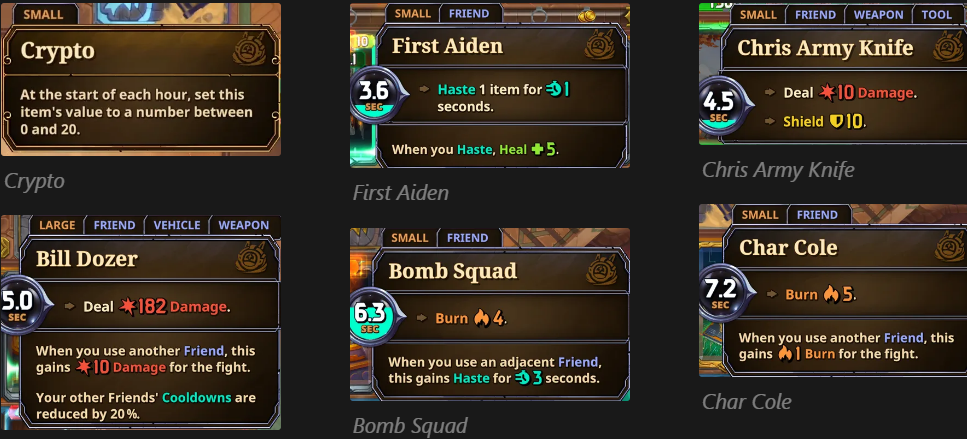 SMALL
Crypto
At the start of each hour, set this
item's value to a number between
0 and 20.
Crypto
LARGE FRIEND VEHICLE WEAPON
Bill Dozer
5.0
SEC
Deal 182 Damage.
When you use another Friend, this
gains 10 Damage for the fight.
Your other Friends' Cooldowns are
reduced by 20%.
SMALL FRIEND
10
First Aiden
3.6
SEC
Haste 1 item for 1
seconds.
When you Haste, Heal + 5.
First Aiden
SMALL FRIEND
Bomb Squad
6.3
SEC
Burn 4.
When you use an adjacent Friend,
this gains Haste for 3 seconds.
Bomb Squad
SMALL FRIEND WEAPON TOOL
Chris Army Knife
4.5
SEC
Deal 10 Damage.
Shield 10.
Chris Army Knife
SMALL FRIEND
Char Cole
7.2
SEC
Burn 5.
When you use another Friend, this
gains 1 Burn for the fight.
Char Cole